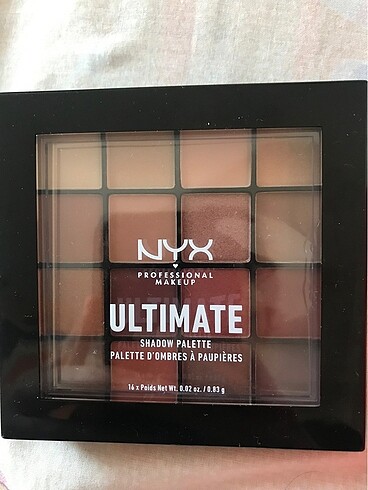 NYX
PROFESSIONAL
MAKEUP
ULTIMATE
SHADOW PALETTE
PALETTE D'OMBRES À PAUPIÈRES
16 x Poids Net Wt. 0.02 oz. / 0.83 g